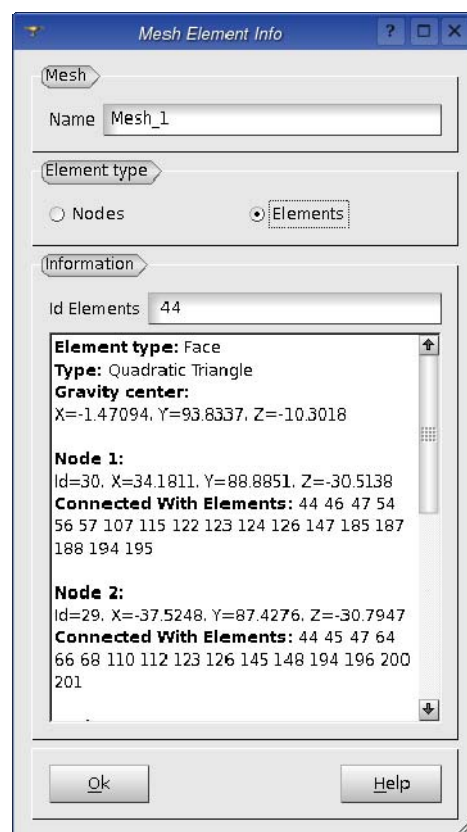 Mesh Element Info
Mesh
Name Mesh_1
Element type
Nodes Elements
Information
Id Elements 44
Element type: Face
Type: Quadratic Triangle
Gravity center:
X=-1.47094, Y=93.8337, Z=-10.3018
Node 1:
Id=30, X=34.1811, Y=88.8851, Z=-30.5138
Connected With Elements: 44 46 47 54
56 57 107 115 122 123 124 126 147 185 187
188 194 195
Node 2:
Id=29, X=-37.5248, Y=87.4276, Z=-30.7947
Connected With Elements: 44 45 47 64
66 68 110 112 123 126 145 148 194 196 200
201
Ok Help